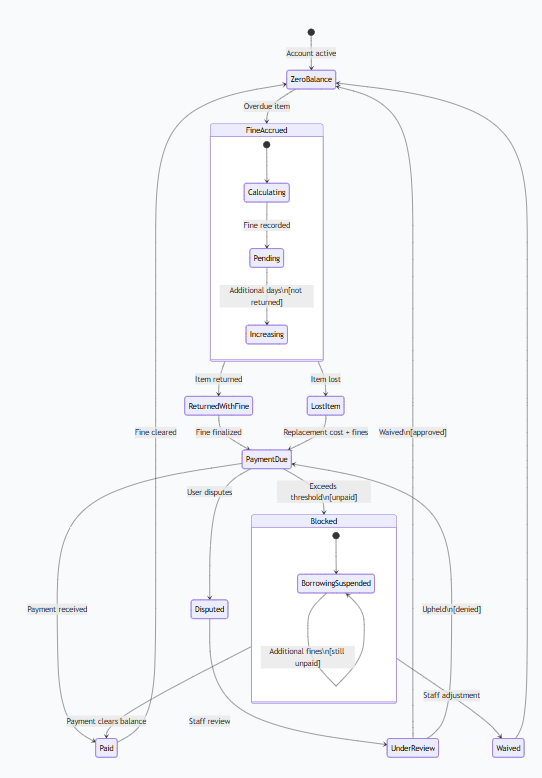 Account active
ZeroBalance
Overdue item
FineAccrued
Calculating
Fine recorded
Pending
Additional days\n[not
returned]
Increasing
Item returned
Item lost
ReturnedWithFine
LostItem
Fine cleared
Fine finalized
Replacement cost + fines
Waived\n[approved]
PaymentDue
User disputes
Exceeds
threshold\n[unpaid]
Blocked
BorrowingSuspended
Payment received
Disputed
Upheld\n[denied]
Additional fines\n[still
unpaid]
Staff adjustment
Payment clears balance
Staff review
Paid
UnderReview
Waived